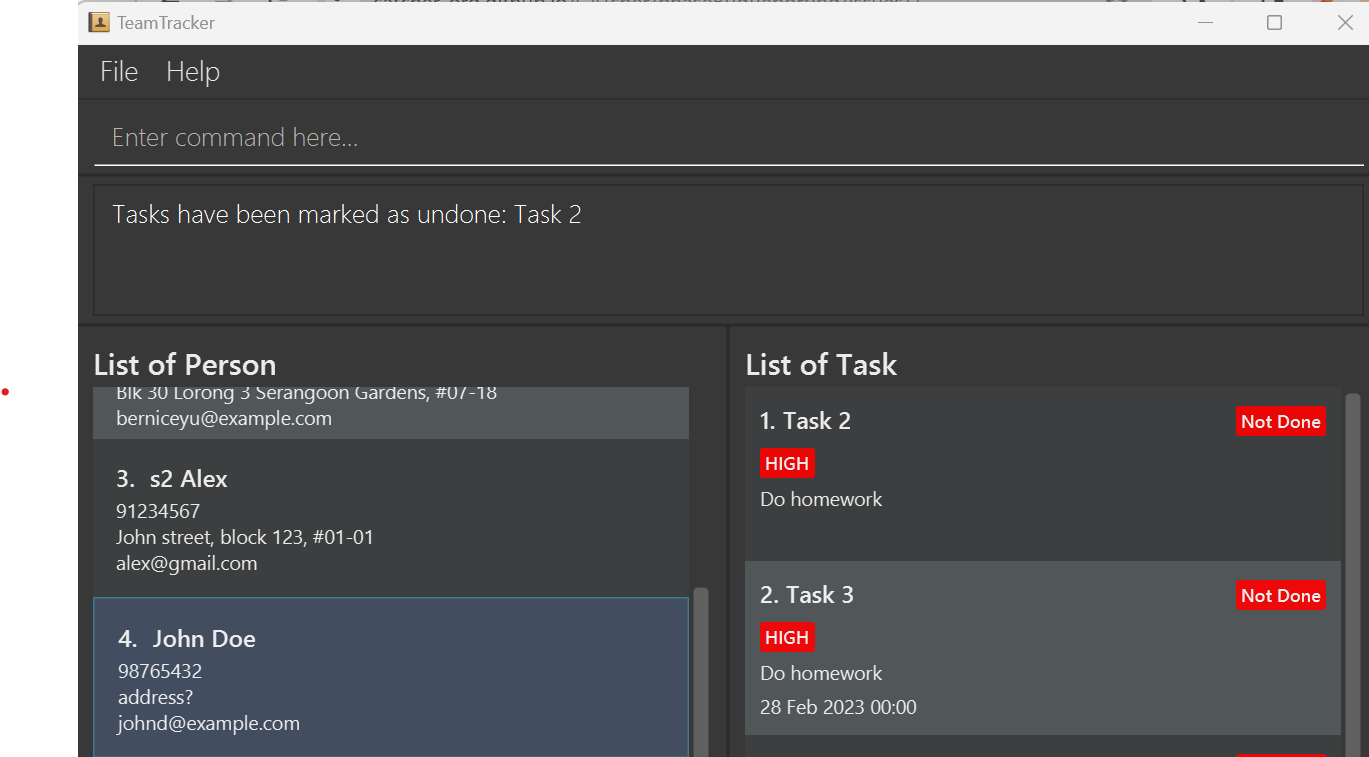 TeamTracker
File Help
Enter command here...
Tasks have been marked as undone: Task 2
List of Person
Blk 30 Lorong 3 Serangoon Gardens, #07-18
berniceyu@example.com
3. s2 Alex
91234567
John street, block 123, #01-01
alex@gmail.com
4. John Doe
98765432
address?
johnd@example.com
List of Task
1. Task 2
Not Done
HIGH
Do homework
2. Task 3
Not Done
HIGH
Do homework
28 Feb 2023 00:00